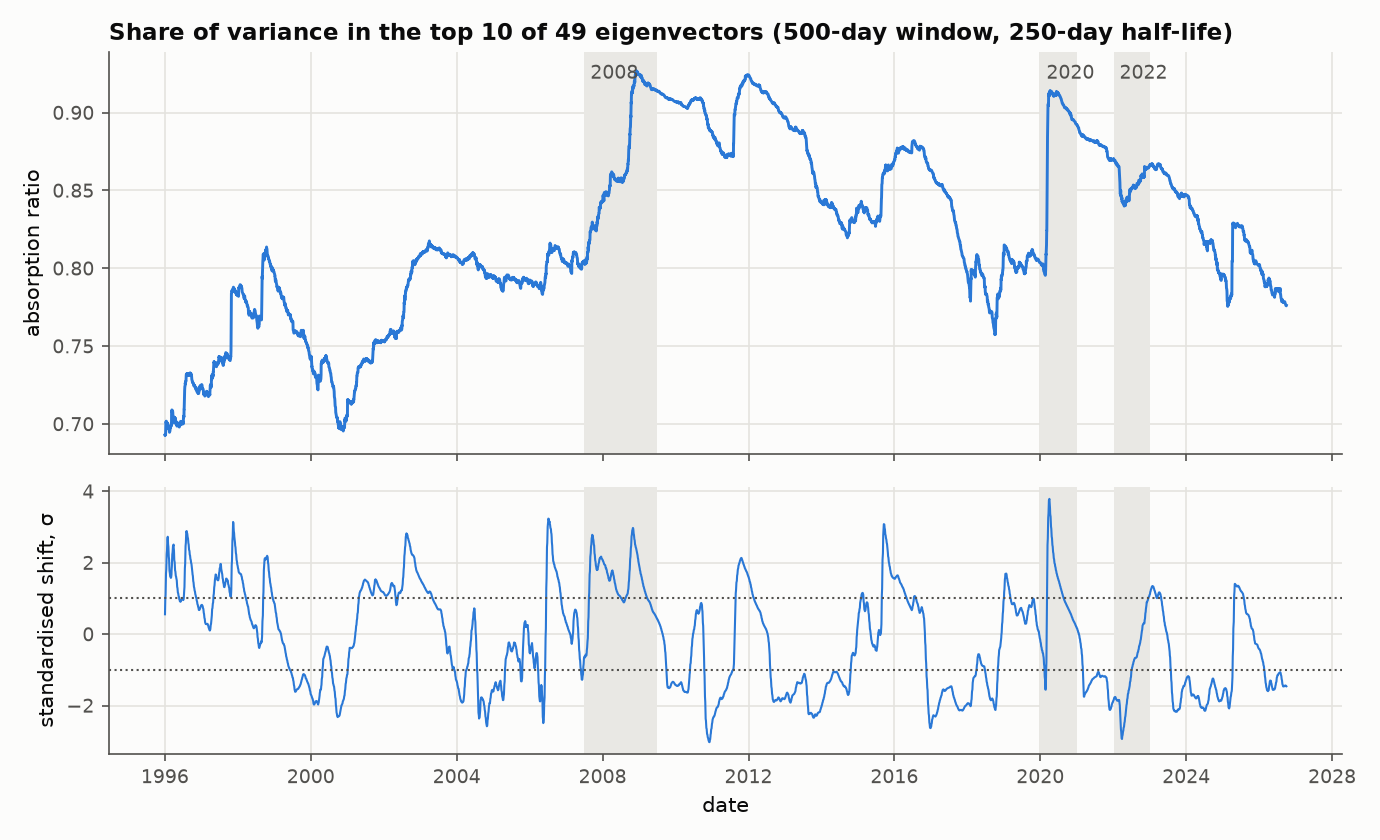 Share of variance in the top 10 of 49 eigenvectors (500-day window, 250-day half-life)
2008 2020 2022
absorption ratio
0.90
0.85
0.80
0.75
0.70
standardised shift, σ
4
2
0
−2
1996 2000 2004 2008 2012 2016 2020 2024 2028
date